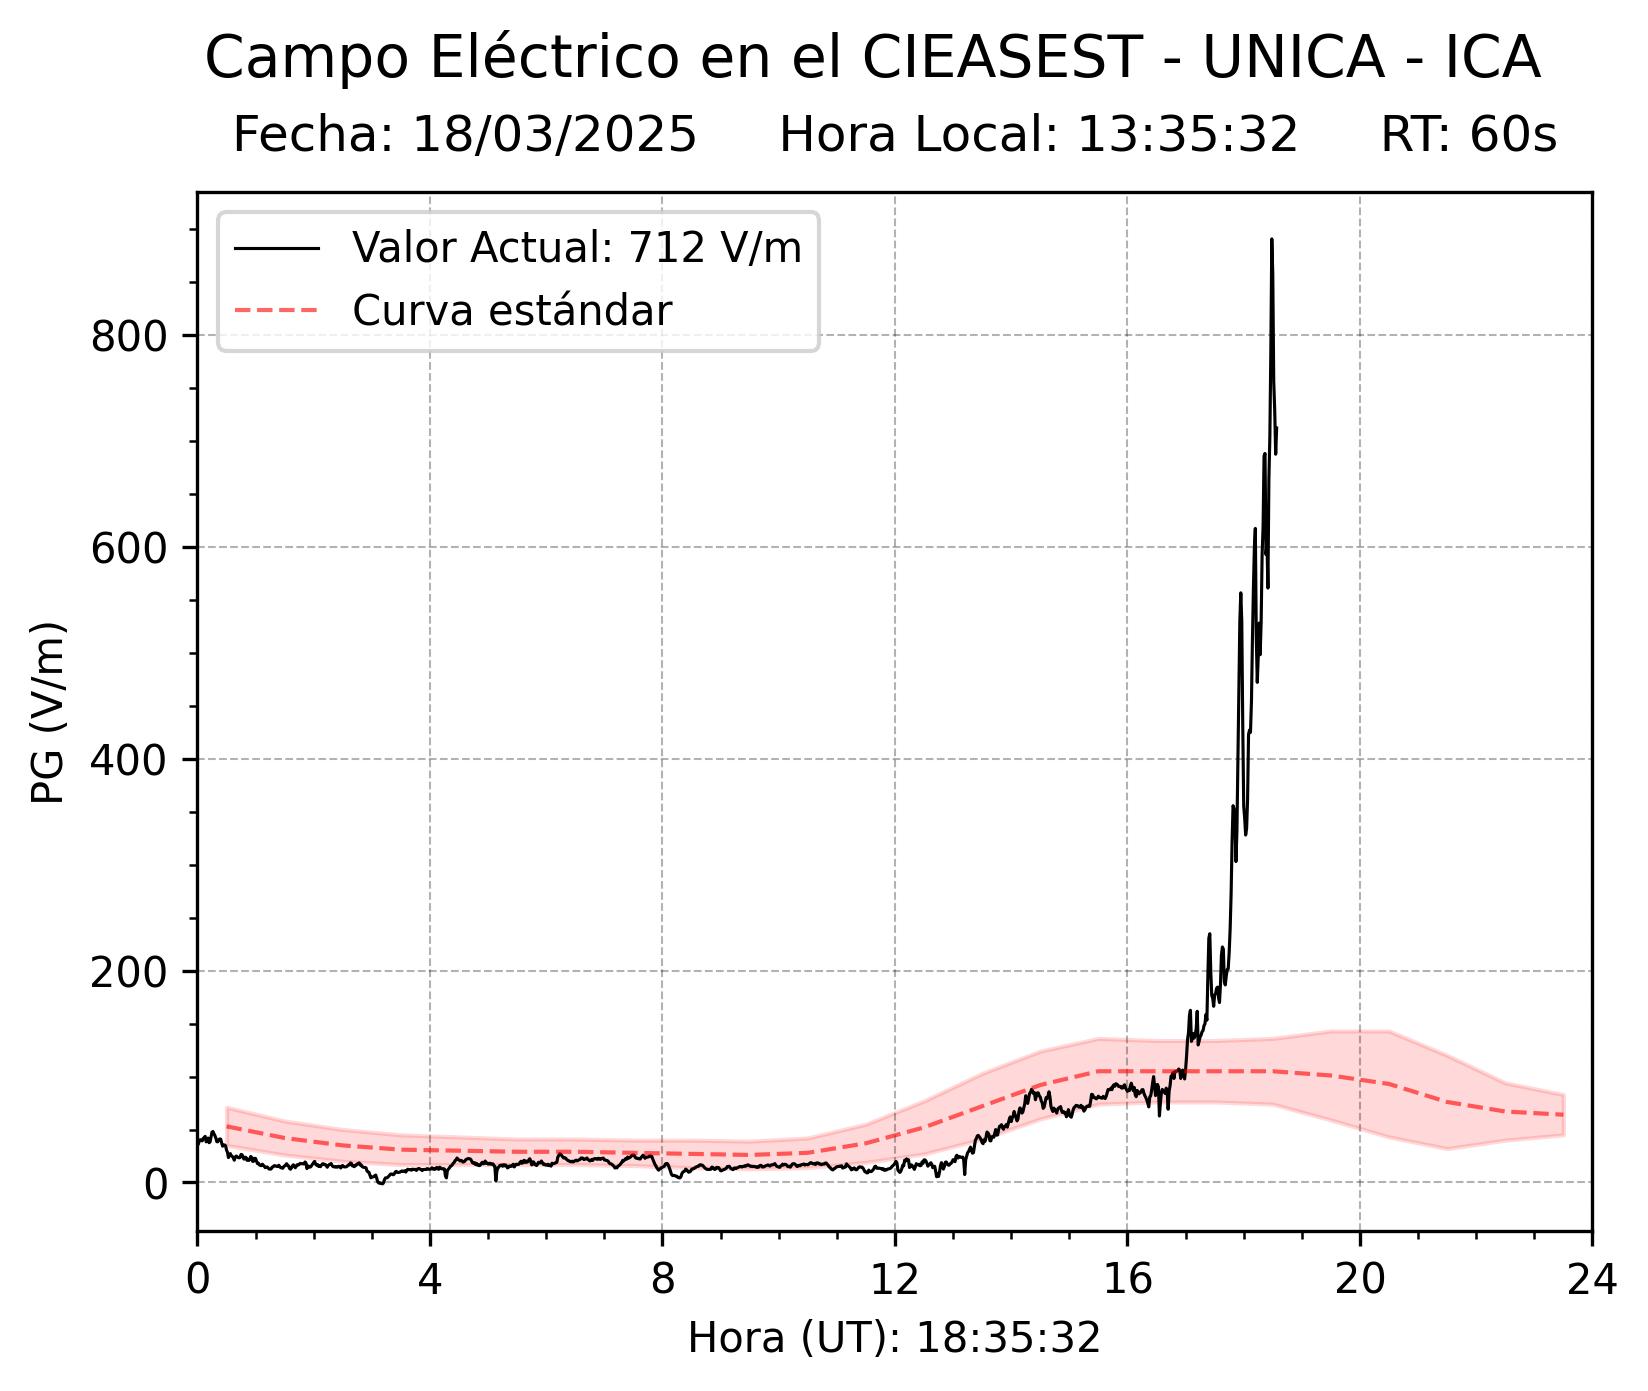 Campo Eléctrico en el CIEASEST - UNICA - ICA
Fecha: 18/03/2025 Hora Local: 13:35:32 RT: 60s
Valor Actual: 712 V/m
Curva estándar
PG (V/m)
800
600
400
200
0
0 4 8 12 16 20 24
Hora (UT): 18:35:32